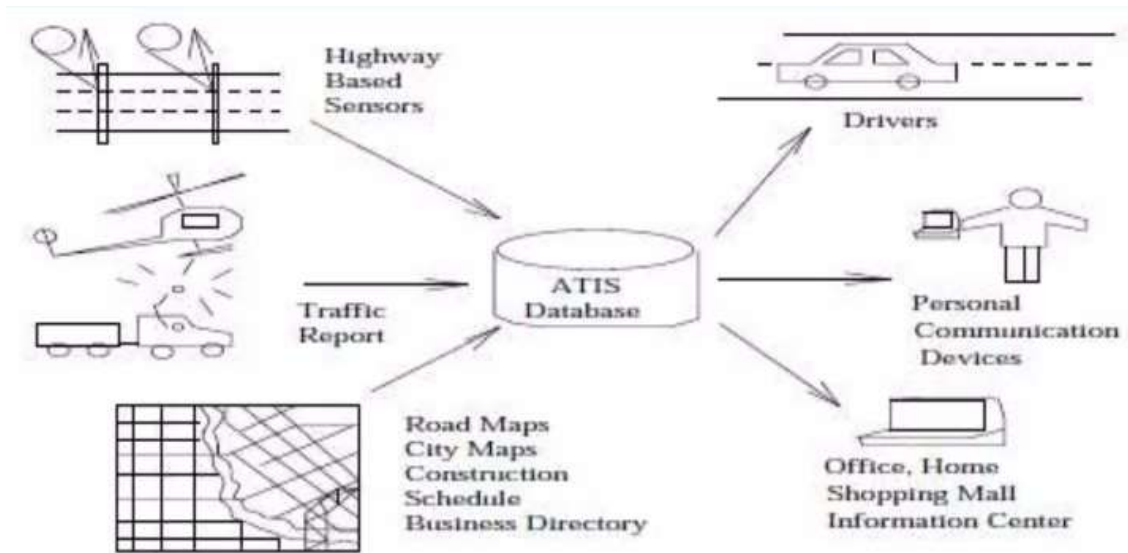 Highway
Based
Sensors
Drivers
Traffic
Report
ATIS
Database
Personal
Communication
Devices
Road Maps
City Maps
Construction
Schedule
Business Directory
Office, Home
Shopping Mall
Information Center